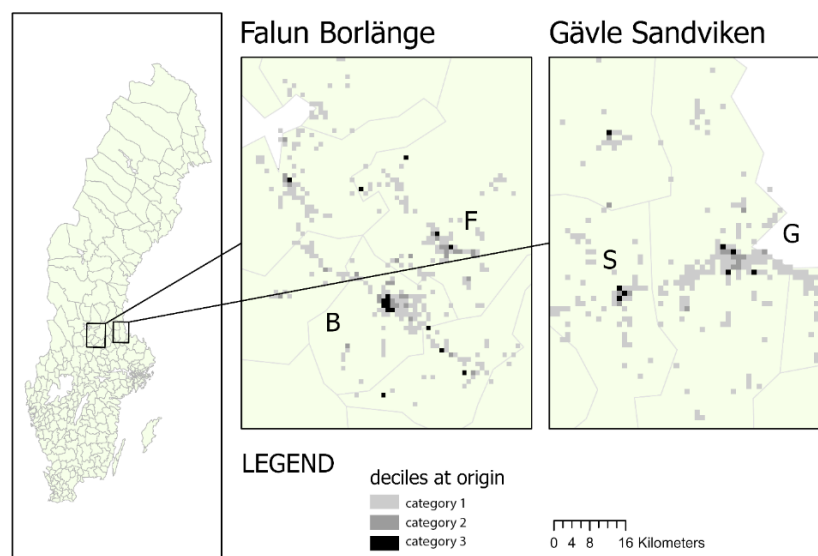 Falun Borlänge
Gävle Sandviken
F
G
S
B
LEGEND
deciles at origin
category 1
category 2
category 3
0 4 8 16 Kilometers